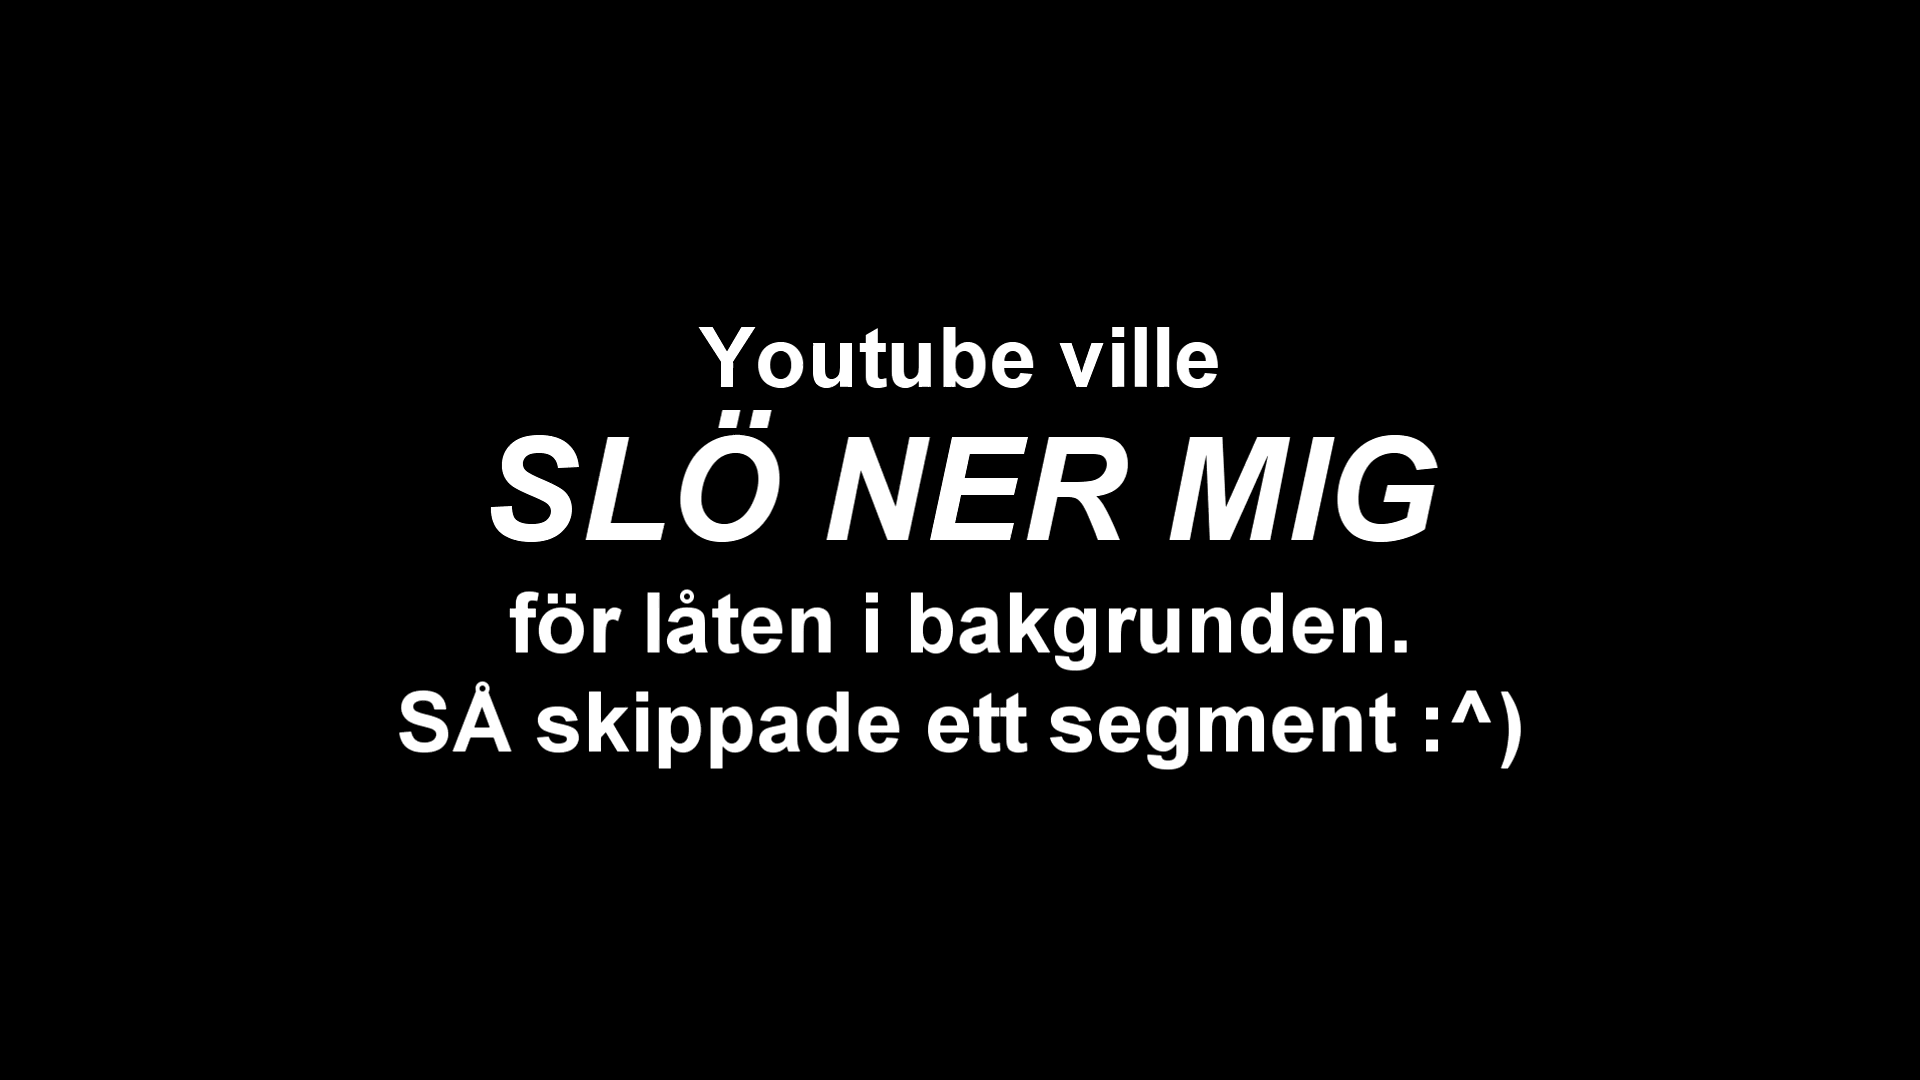 Youtube ville
SLÖ NER MIG
för låten i bakgrunden.
SÅ skippade ett segment :^)